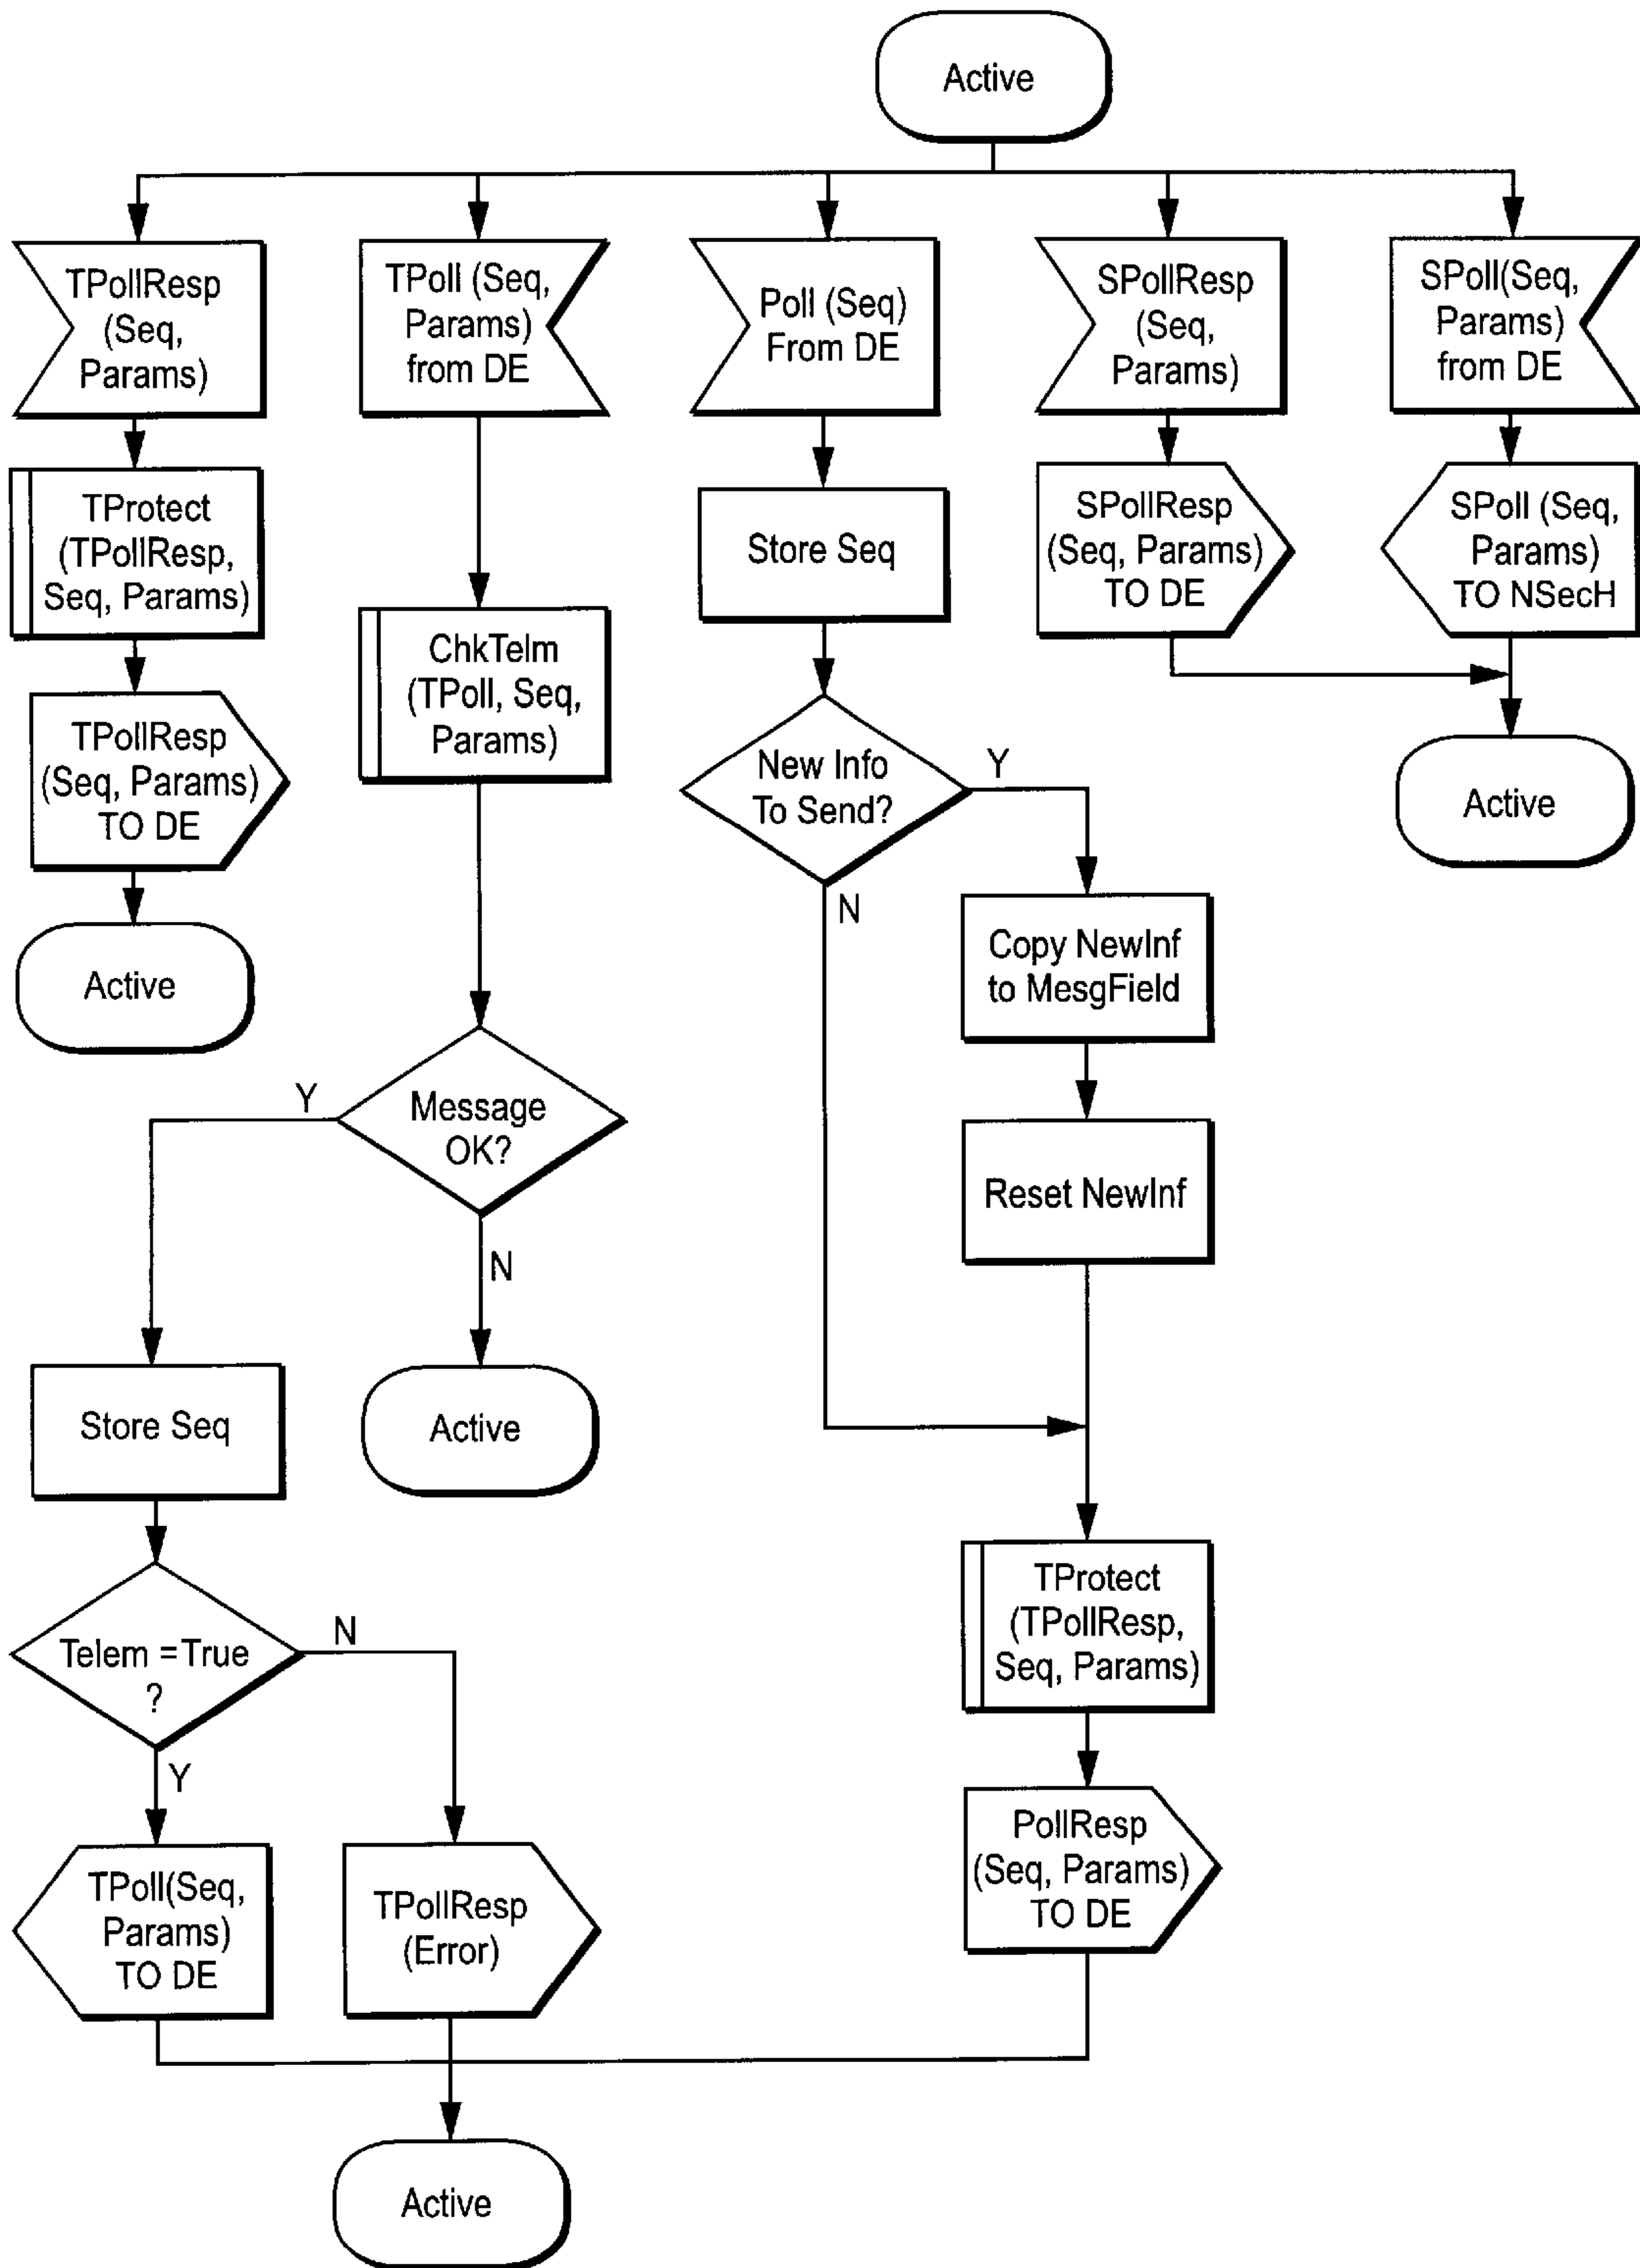 Active
TPollResp
(Seq,
Params)
TProtect
(TPollResp,
Seq, Params)
TPollResp
(Seq, Params)
TO DE
Active
TPoll (Seq,
Params)
from DE
ChkTelm
(TPoll, Seq,
Params)
Message
OK?
Y
N
Active
Store Seq
Telem =True
?
N
Y
TPoll(Seq,
Params)
TO DE
TPollResp
(Error)
Active
Poll (Seq)
From DE
Store Seq
New Info
To Send?
Y
N
Copy NewInf
to MesgField
Reset NewInf
TProtect
(TPollResp,
Seq, Params)
PollResp
(Seq, Params)
TO DE
SPollResp
(Seq,
Params)
SPollResp
(Seq, Params)
TO DE
SPoll(Seq,
Params)
from DE
SPoll (Seq,
Params)
TO NSecH
Active